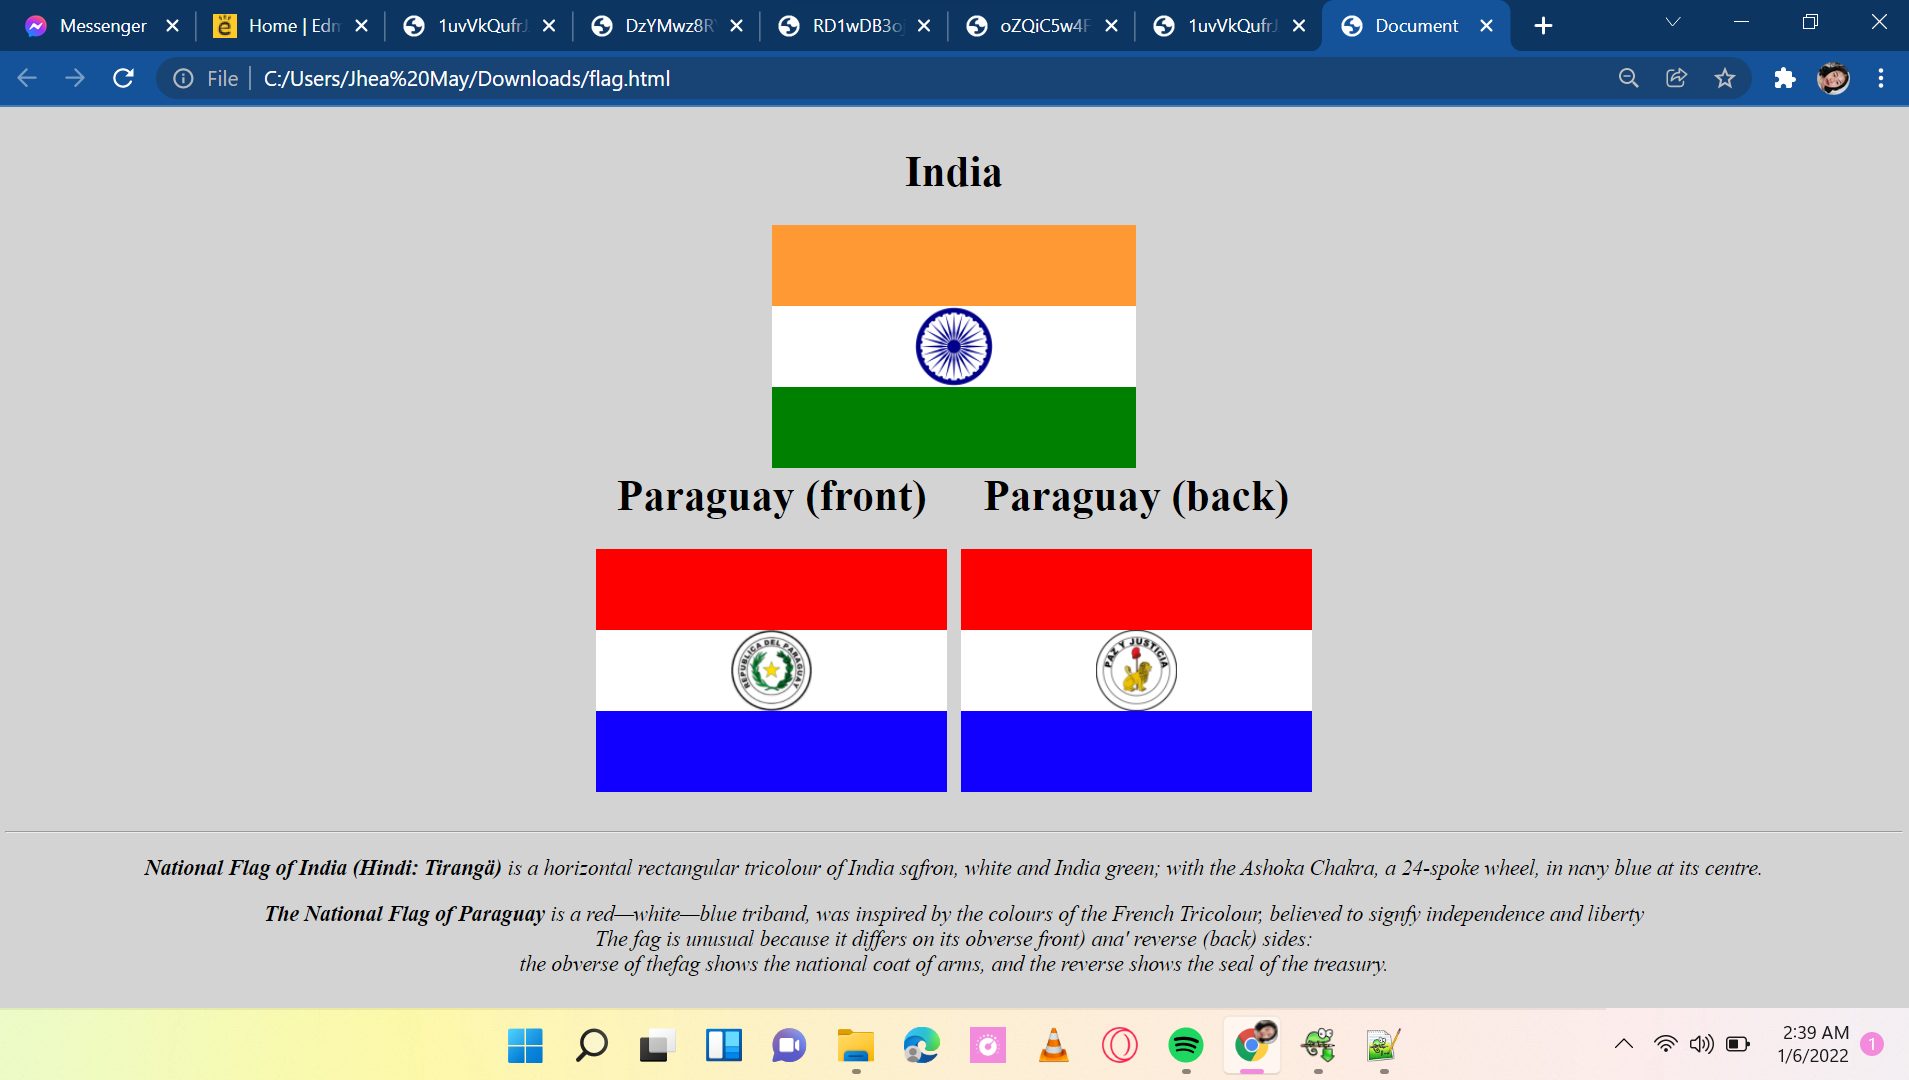 Messenger
Home | Edm
1uvVkQufrJ
DzYMwz8RY
RD1wDB3oj
oZQiC5w4F
1uvVkQufrJ
Document
File
C:/Users/Jhea%20May/Downloads/flag.html
India
Paraguay (front)
Paraguay (back)
REPUBLICA DEL PARAGUAY
PAZ Y JUSTICIA
National Flag of India (Hindi: Tirangä) is a horizontal rectangular tricolour of India sqfron, white and India green; with the Ashoka Chakra, a 24-spoke wheel, in navy blue at its centre.
The National Flag of Paraguay is a red—white—blue triband, was inspired by the colours of the French Tricolour, believed to signfy independence and liberty
The fag is unusual because it differs on its obverse front) ana' reverse (back) sides:
the obverse of thefag shows the national coat of arms, and the reverse shows the seal of the treasury.
2:39 AM
1/6/2022
1